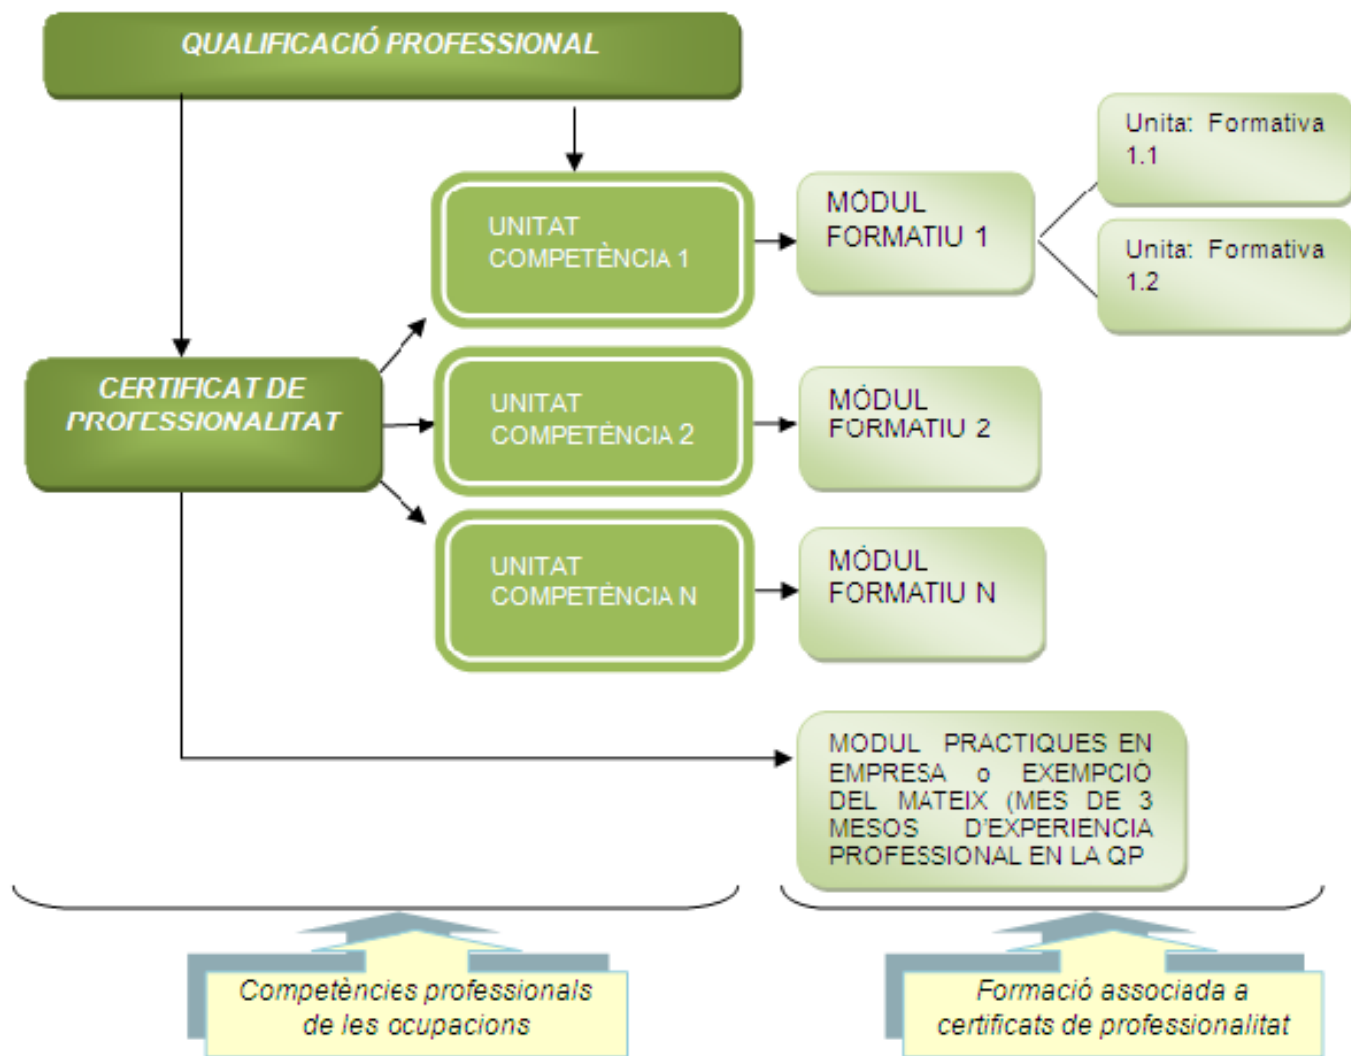 QUALIFICACIÓ PROFESSIONAL
Unita: Formativa
1.1
UNITAT
COMPETÈNCIA 1
MÒDUL
FORMATIU 1
Unita: Formativa
1.2
CERTIFICAT DE
PROFESSIONALITAT
UNITAT
COMPETÈNCIA 2
MÒDUL
FORMATIU 2
UNITAT
COMPETÈNCIA N
MÒDUL
FORMATIU N
MODUL PRACTIQUES EN
EMPRESA o EXEMPCIÓ
DEL MATEIX (MES DE 3
MESOS D'EXPERIENCIA
PROFESSIONAL EN LA QP
Competències professionals
de les ocupacions
Formació associada a
certificats de professionalitat